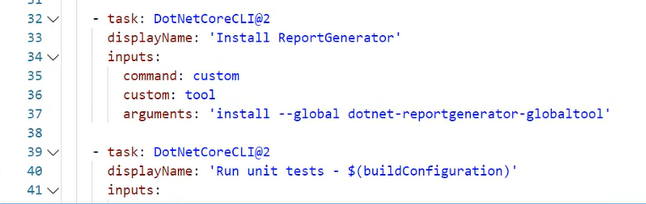 31
32 - task: DotNetCoreCLI@2
33 displayName: 'Install ReportGenerator'
34 inputs:
35 command: custom
36 custom: tool
37 arguments: 'install --global dotnet-reportgenerator-globaltool'
38
39 - task: DotNetCoreCLI@2
40 displayName: 'Run unit tests - $(buildConfiguration)'
41 inputs: